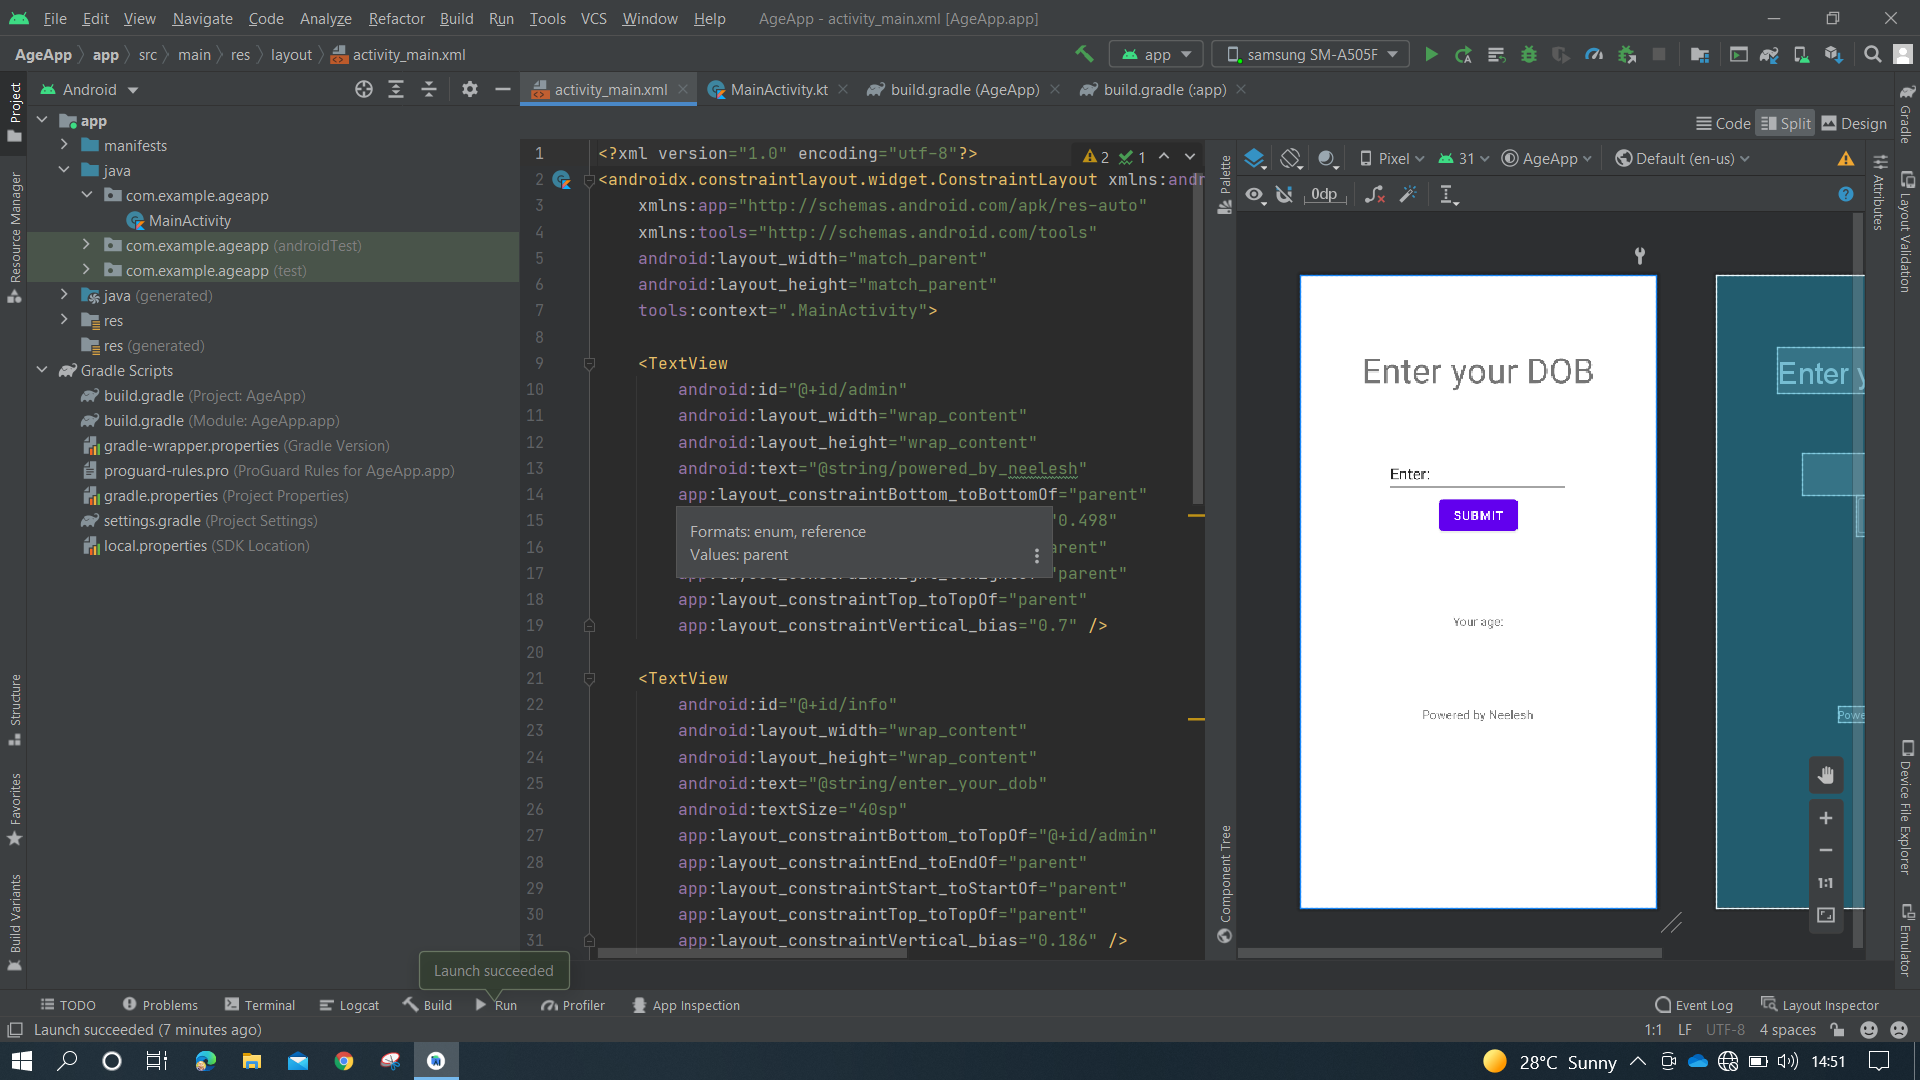 File Edit View Navigate Code Analyze Refactor Build Run Tools VCS Window Help AgeApp - activity_main.xml [AgeApp.app]
AgeApp app src main res layout activity_main.xml app samsung SM-A505F
Android activity_main.xml MainActivity.kt build.gradle (AgeApp) build.gradle (:app)
Code Split Design
Project
Resource Manager
Structure
Favorites
Build Variants
app
manifests
java
com.example.ageapp
MainActivity
com.example.ageapp (androidTest)
com.example.ageapp (test)
java (generated)
res
res (generated)
Gradle Scripts
build.gradle (Project: AgeApp)
build.gradle (Module: AgeApp.app)
gradle-wrapper.properties (Gradle Version)
proguard-rules.pro (ProGuard Rules for AgeApp.app)
gradle.properties (Project Properties)
settings.gradle (Project Settings)
local.properties (SDK Location)
2 1
1 <?xml version="1.0" encoding="utf-8"?>
2 <androidx.constraintlayout.widget.ConstraintLayout xmlns:andr
3 xmlns:app="http://schemas.android.com/apk/res-auto"
4 xmlns:tools="http://schemas.android.com/tools"
5 android:layout_width="match_parent"
6 android:layout_height="match_parent"
7 tools:context=".MainActivity">
8
9 <TextView
10 android:id="@+id/admin"
11 android:layout_width="wrap_content"
12 android:layout_height="wrap_content"
13 android:text="@string/powered_by_neelesh"
14 app:layout_constraintBottom_toBottomOf="parent"
15 "0.498"
16 arent"
17 "parent"
18 app:layout_constraintTop_toTopOf="parent"
19 app:layout_constraintVertical_bias="0.7" />
20
21 <TextView
22 android:id="@+id/info"
23 android:layout_width="wrap_content"
24 android:layout_height="wrap_content"
25 android:text="@string/enter_your_dob"
26 android:textSize="40sp"
27 app:layout_constraintBottom_toTopOf="@+id/admin"
28 app:layout_constraintEnd_toEndOf="parent"
29 app:layout_constraintStart_toStartOf="parent"
30 app:layout_constraintTop_toTopOf="parent"
31 app:layout_constraintVertical_bias="0.186" />
Formats: enum, reference
Values: parent
Palette
Component Tree
Pixel 31 AgeApp Default (en-us)
0dp
Enter your DOB
Enter:
SUBMIT
Your age:
Powered by Neelesh
Enter y
Powe
1:1
Attributes
Gradle
Layout Validation
Device File Explorer
Emulator
Launch succeeded
TODO Problems Terminal Logcat Build Run Profiler App Inspection Event Log Layout Inspector
Launch succeeded (7 minutes ago) 1:1 LF UTF-8 4 spaces
28°C Sunny 14:51